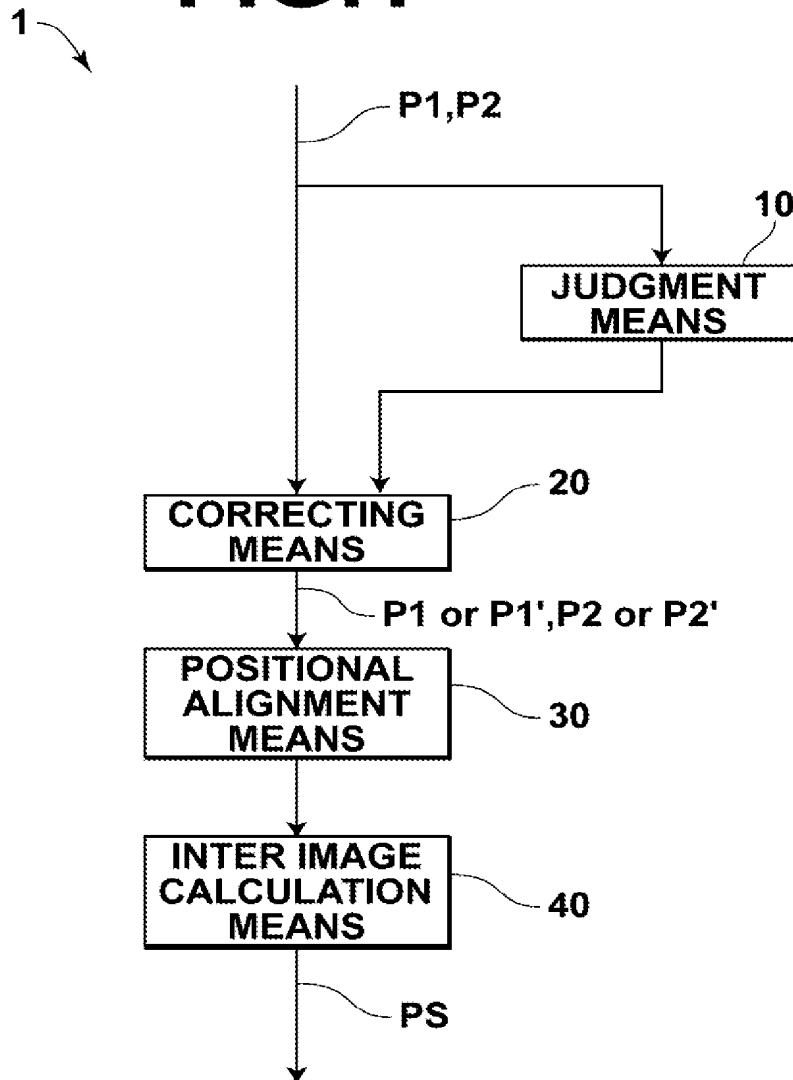 1
P1,P2
10
JUDGMENT
MEANS
20
CORRECTING
MEANS
P1 or P1',P2 or P2'
POSITIONAL
ALIGNMENT
MEANS
30
INTER IMAGE
CALCULATION
MEANS
40
PS